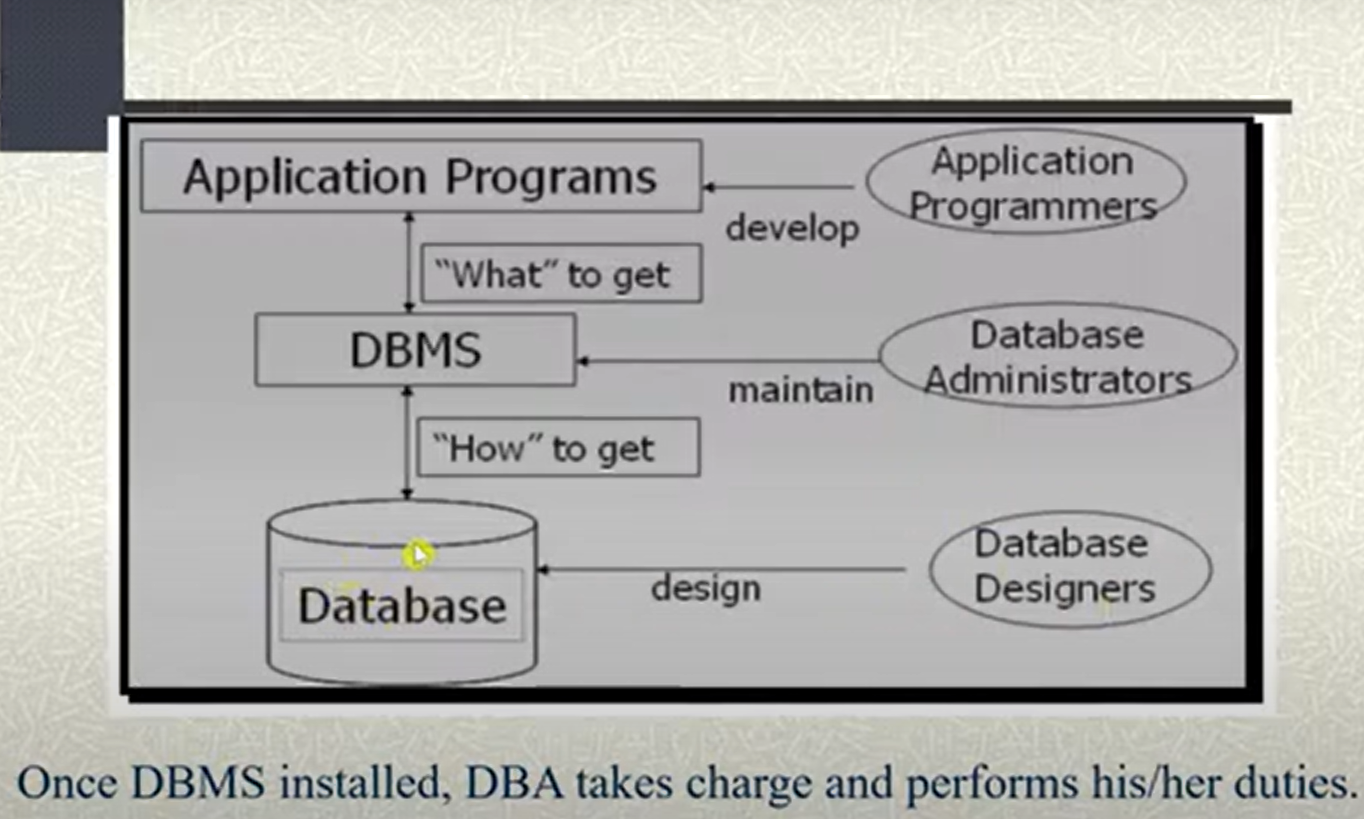 Application Programs
Application
Programmers
develop
“What” to get
DBMS
Database
Administrators
maintain
“How” to get
Database
Database
Designers
design
Once DBMS installed, DBA takes charge and performs his/her duties.